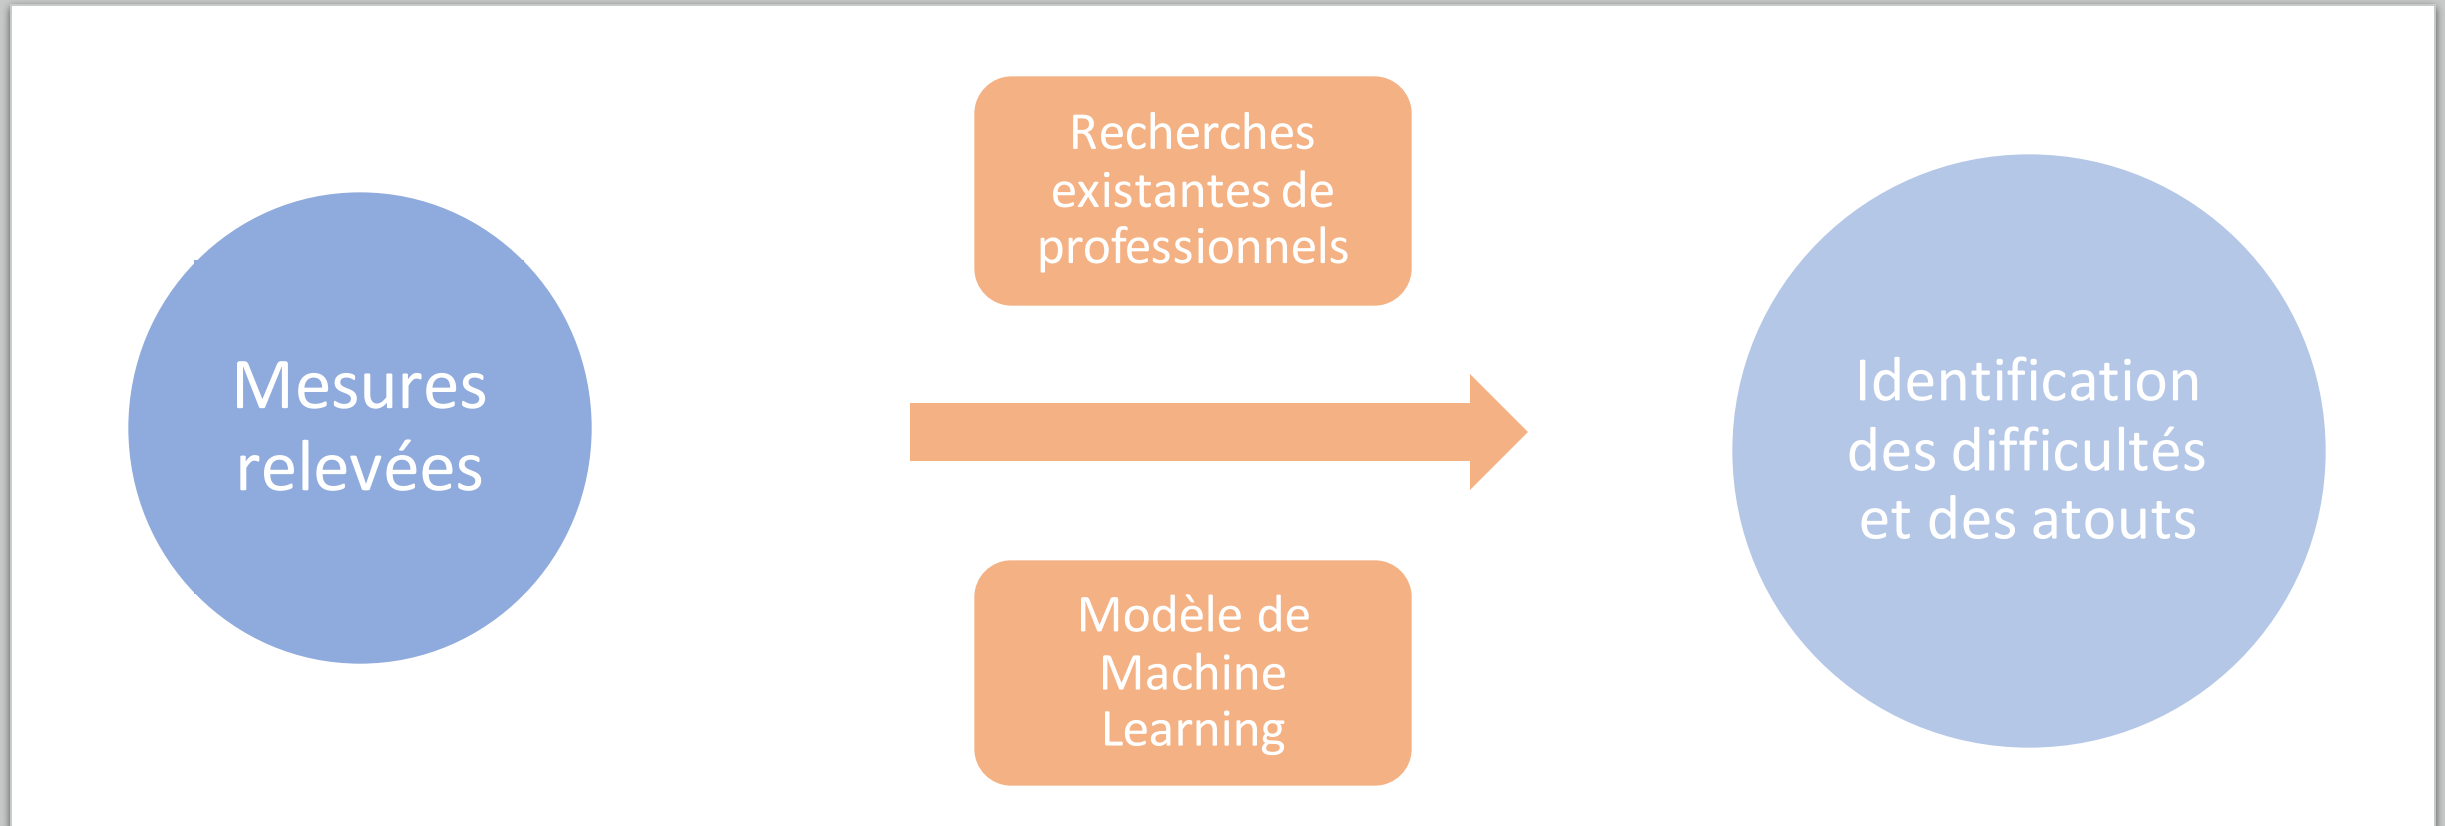 Mesures
relevées
Recherches
existantes de
professionnels
Modèle de
Machine
Learning
Identification
des difficultés
et des atouts